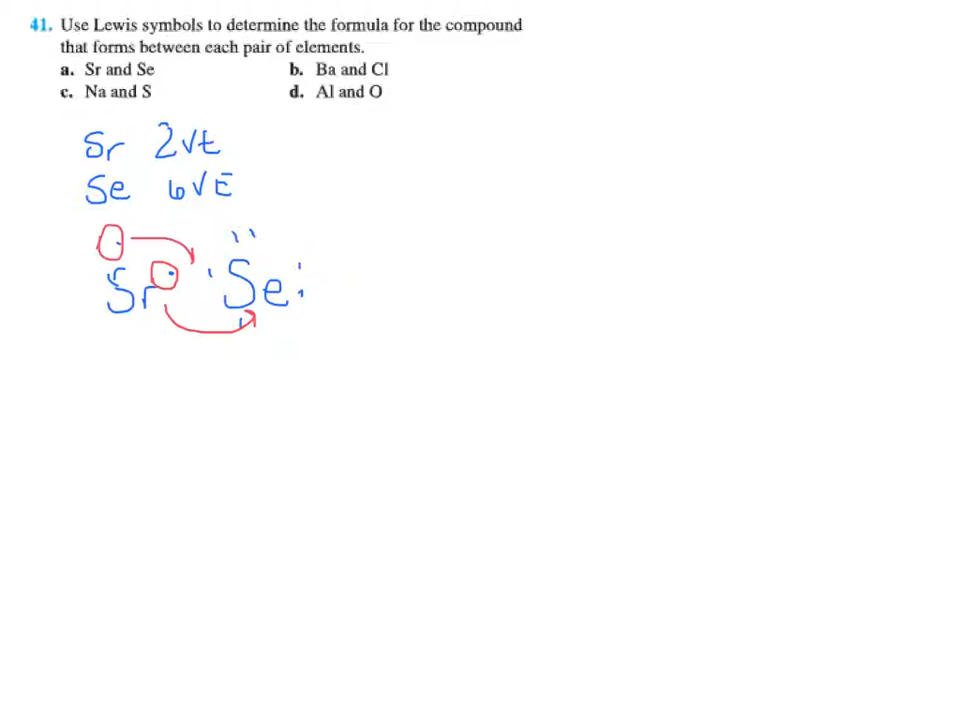 41. Use Lewis symbols to determine the formula for the compound
that forms between each pair of elements.
a. Sr and Se b. Ba and Cl
c. Na and S d. Al and O
Sr 2vt
Se 6VE
Sr Se